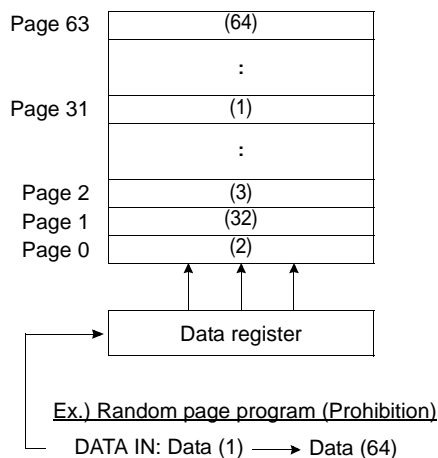 Page 63 (64)
:
Page 31 (1)
:
Page 2 (3)
Page 1 (32)
Page 0 (2)
Data register
Ex.) Random page program (Prohibition)
DATA IN: Data (1) Data (64)